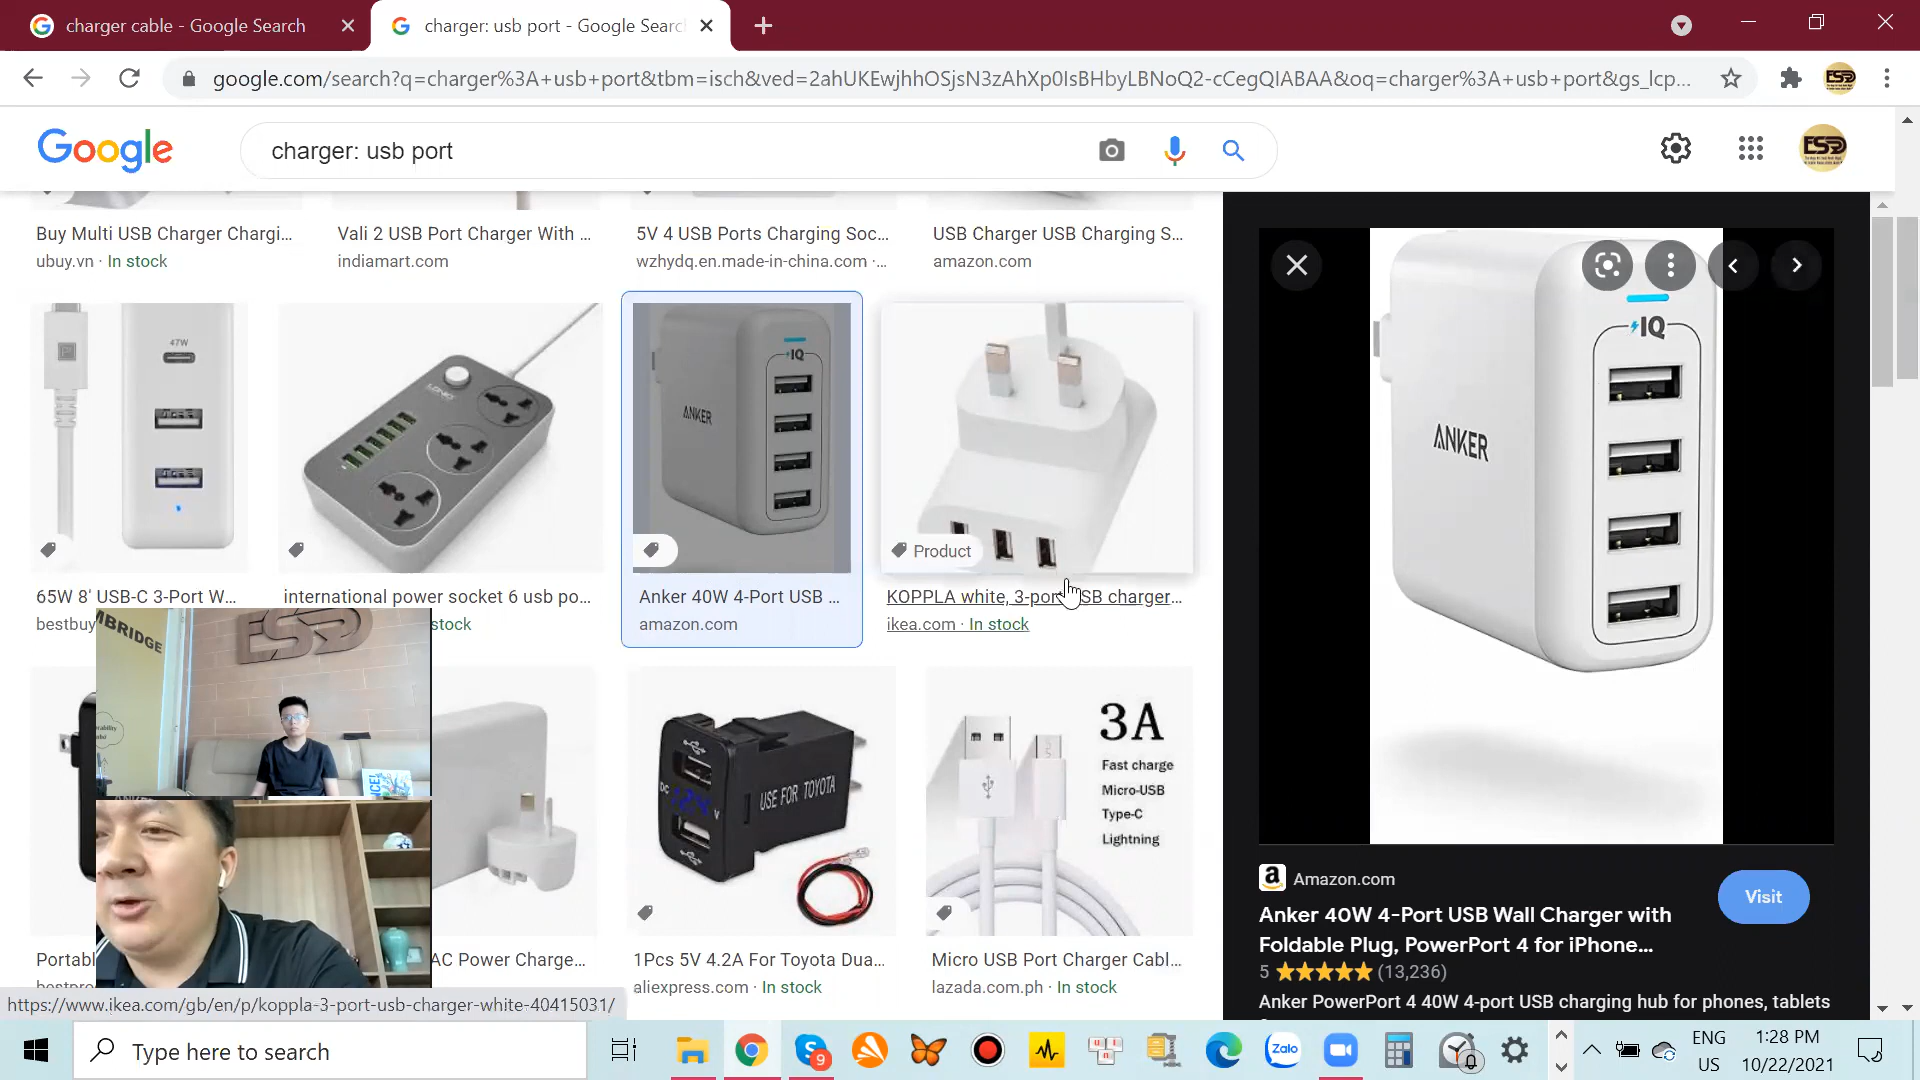 charger cable - Google Search
charger: usb port - Google Searc
google.com/search?q=charger%3A+usb+port&tbm=isch&ved=2ahUKEwjhhOSjsN3zAhXp0IsBHbyLBNoQ2-cCegQIABAA&oq=charger%3A+usb+port&gs_lcp...
ESD
Google
charger: usb port
ESD
Buy Multi USB Charger Chargi...
ubuy.vn · In stock
Vali 2 USB Port Charger With ...
indiamart.com
5V 4 USB Ports Charging Soc...
wzhydq.en.made-in-china.com ·...
USB Charger USB Charging S...
amazon.com
47W
LDNIO
IQ
ANKER
Product
65W 8' USB-C 3-Port W...
bestbuy
international power socket 6 usb po...
stock
Anker 40W 4-Port USB ...
amazon.com
KOPPLA white, 3-port USB charger...
ikea.com · In stock
IQ
ANKER
MBRIDGE
ESD
DC
V
USE FOR TOYOTA
3A
Fast charge
Micro-USB
Type-C
Lightning
Portabl
bestpro
AC Power Charge...
1Pcs 5V 4.2A For Toyota Dua...
aliexpress.com · In stock
Micro USB Port Charger Cabl...
lazada.com.ph · In stock
a
Amazon.com
Anker 40W 4-Port USB Wall Charger with
Foldable Plug, PowerPort 4 for iPhone...
Visit
5 ★★★★★ (13,236)
Anker PowerPort 4 40W 4-port USB charging hub for phones, tablets
https://www.ikea.com/gb/en/p/koppla-3-port-usb-charger-white-40415031/
Type here to search
S
9
Zalo
ENG
US
1:28 PM
10/22/2021